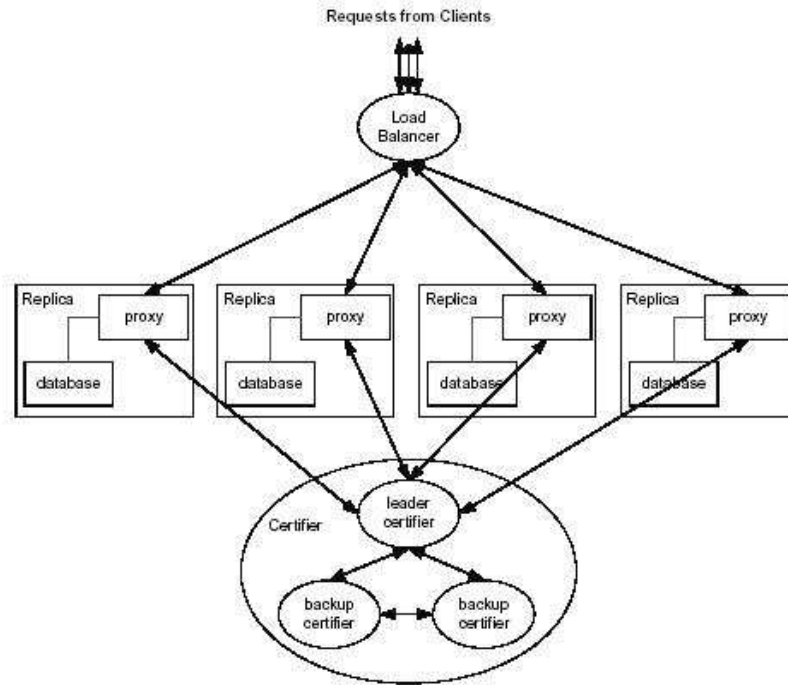 Requests from Clients
Load
Balancer
Replica
proxy
database
Replica
proxy
database
Replica
proxy
database
Replica
proxy
database
Certifier
leader
certifier
backup
certifier
backup
certifier